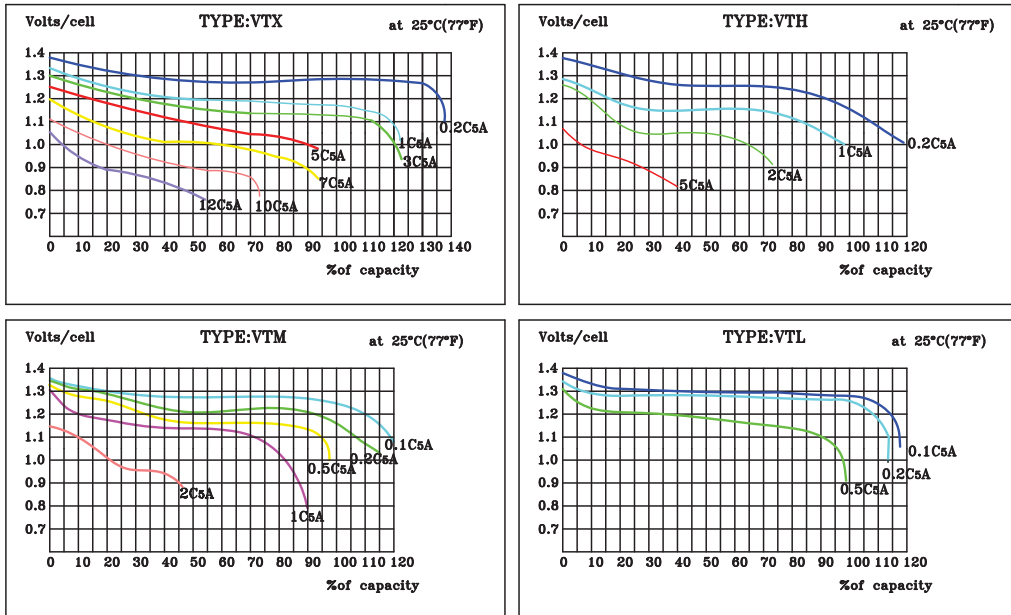 Volts/cell TYPE:VTX at 25°C(77°F)
1.4
1.3
1.2
1.1
1.0
0.9
0.8
0.7
0.2C5A
1C5A
3C5A
5C5A
7C5A
10C5A
12C5A
0 10 20 30 40 50 60 70 80 90 100 110 120 130 140
%of capacity
Volts/cell TYPE:VTH at 25°C(77°F)
1.4
1.3
1.2
1.1
1.0
0.9
0.8
0.7
0.2C5A
1C5A
2C5A
5C5A
0 10 20 30 40 50 60 70 80 90 100 110 120
%of capacity
Volts/cell TYPE:VTM at 25°C(77°F)
1.4
1.3
1.2
1.1
1.0
0.9
0.8
0.7
0.1C5A
0.2C5A
0.5C5A
2C5A
1C5A
0 10 20 30 40 50 60 70 80 90 100 110 120
%of capacity
Volts/cell TYPE:VTL at 25°C(77°F)
1.4
1.3
1.2
1.1
1.0
0.9
0.8
0.7
0.1C5A
0.2C5A
0.5C5A
0 10 20 30 40 50 60 70 80 90 100 110 120
%of capacity